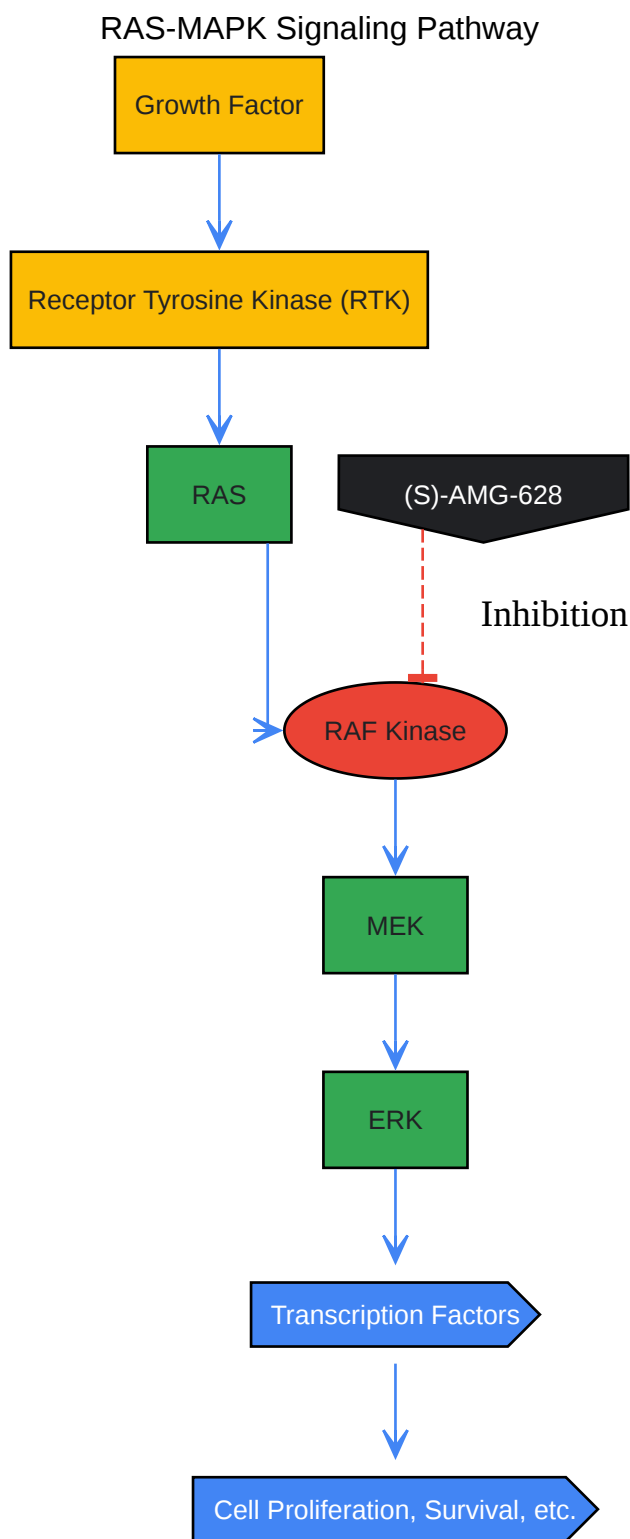 RAS-MAPK Signaling Pathway
Growth Factor
Receptor Tyrosine Kinase (RTK)
RAS
(S)-AMG-628
Inhibition
RAF Kinase
MEK
ERK
Transcription Factors
Cell Proliferation, Survival, etc.